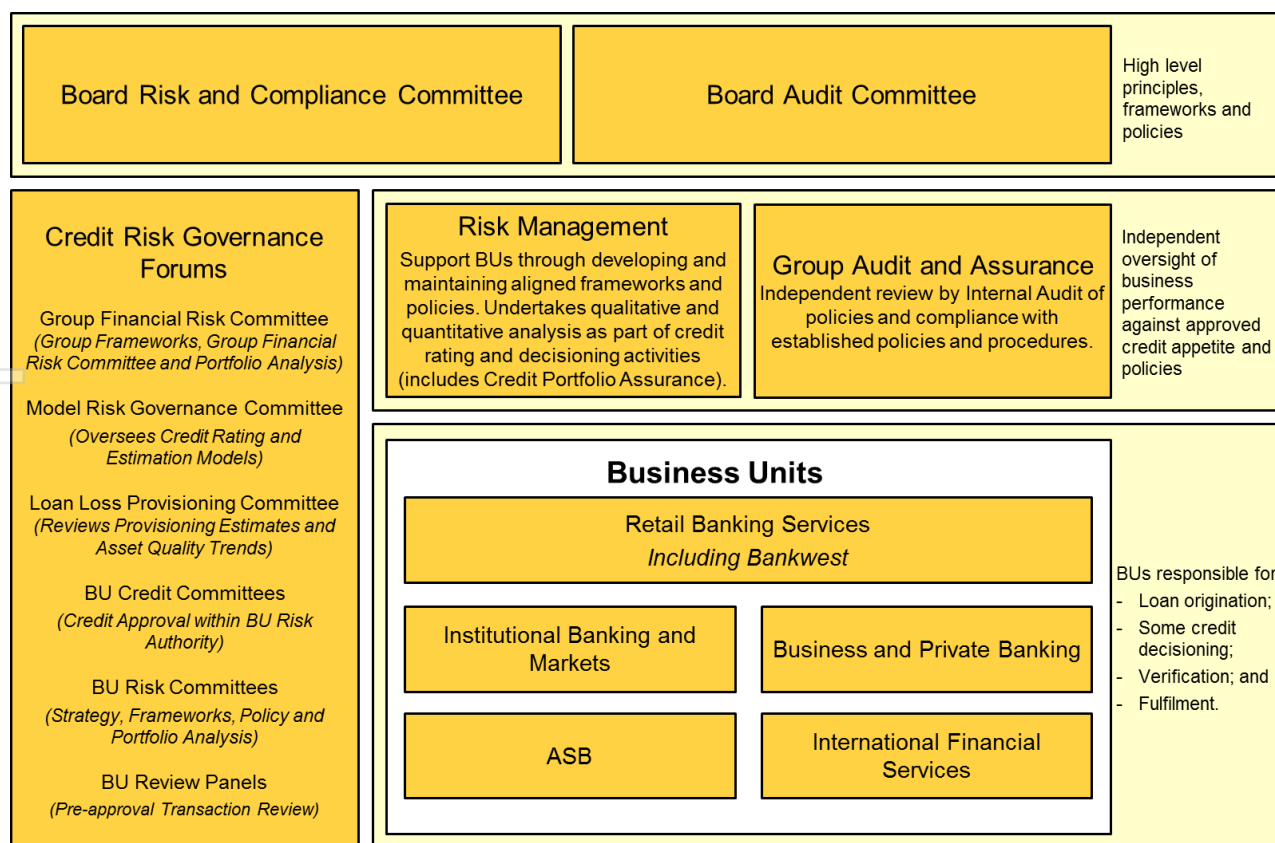 Board Risk and Compliance Committee
Board Audit Committee
High level
principles,
frameworks and
policies
Credit Risk Governance
Forums
Group Financial Risk Committee
(Group Frameworks, Group Financial
Risk Committee and Portfolio Analysis)
Model Risk Governance Committee
(Oversees Credit Rating and
Estimation Models)
Loan Loss Provisioning Committee
(Reviews Provisioning Estimates and
Asset Quality Trends)
BU Credit Committees
(Credit Approval within BU Risk
Authority)
BU Risk Committees
(Strategy, Frameworks, Policy and
Portfolio Analysis)
BU Review Panels
(Pre-approval Transaction Review)
Risk Management
Support BUs through developing and
maintaining aligned frameworks and
policies. Undertakes qualitative and
quantitative analysis as part of credit
rating and decisioning activities
(includes Credit Portfolio Assurance).
Group Audit and Assurance
Independent review by Internal Audit of
policies and compliance with
established policies and procedures.
Independent
oversight of
business
performance
against approved
credit appetite and
policies
Business Units
Retail Banking Services
Including Bankwest
Institutional Banking and
Markets
Business and Private Banking
ASB
International Financial
Services
BUs responsible for
- Loan origination;
- Some credit
decisioning;
- Verification; and
- Fulfilment.